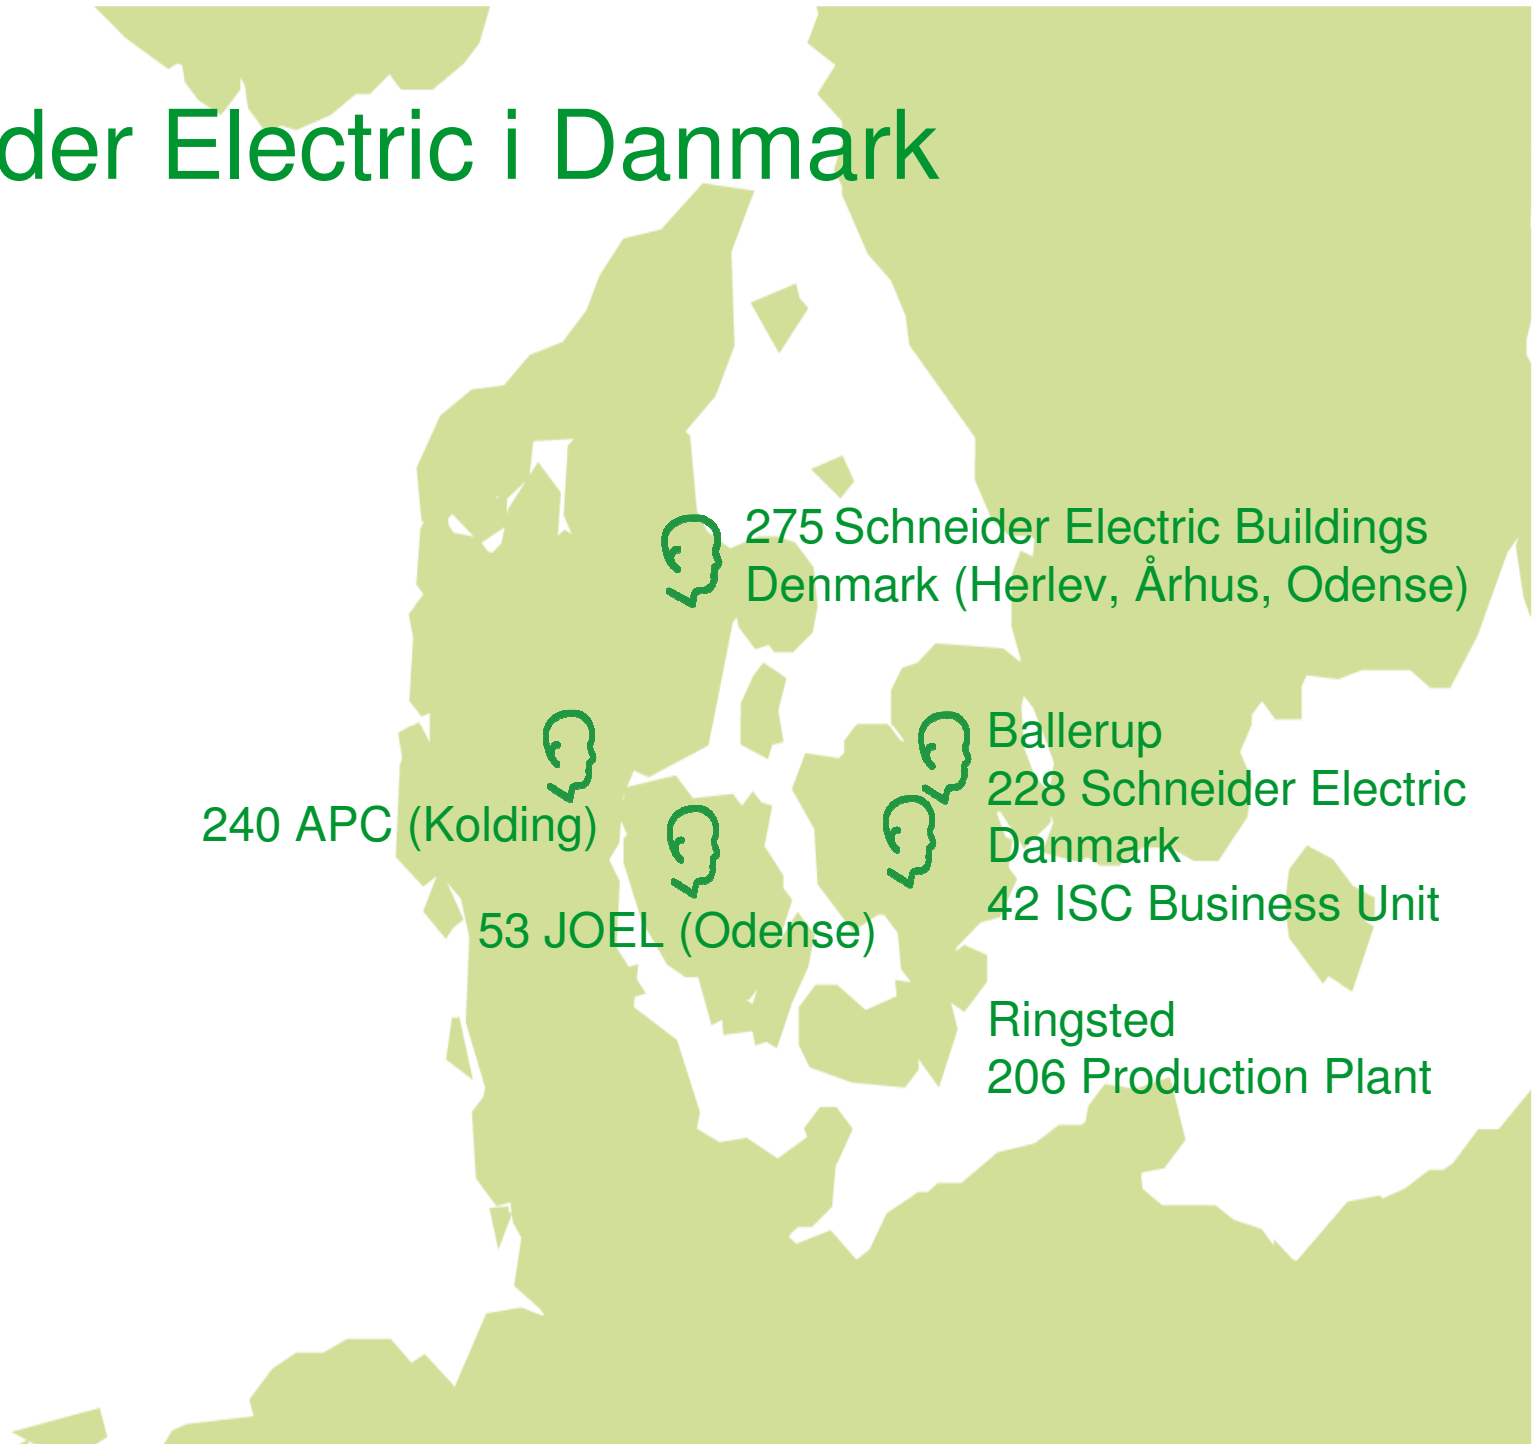 der Electric i Danmark
275 Schneider Electric Buildings
Denmark (Herlev, Århus, Odense)
Ballerup
228 Schneider Electric
Danmark
42 ISC Business Unit
240 APC (Kolding)
53 JOEL (Odense)
Ringsted
206 Production Plant